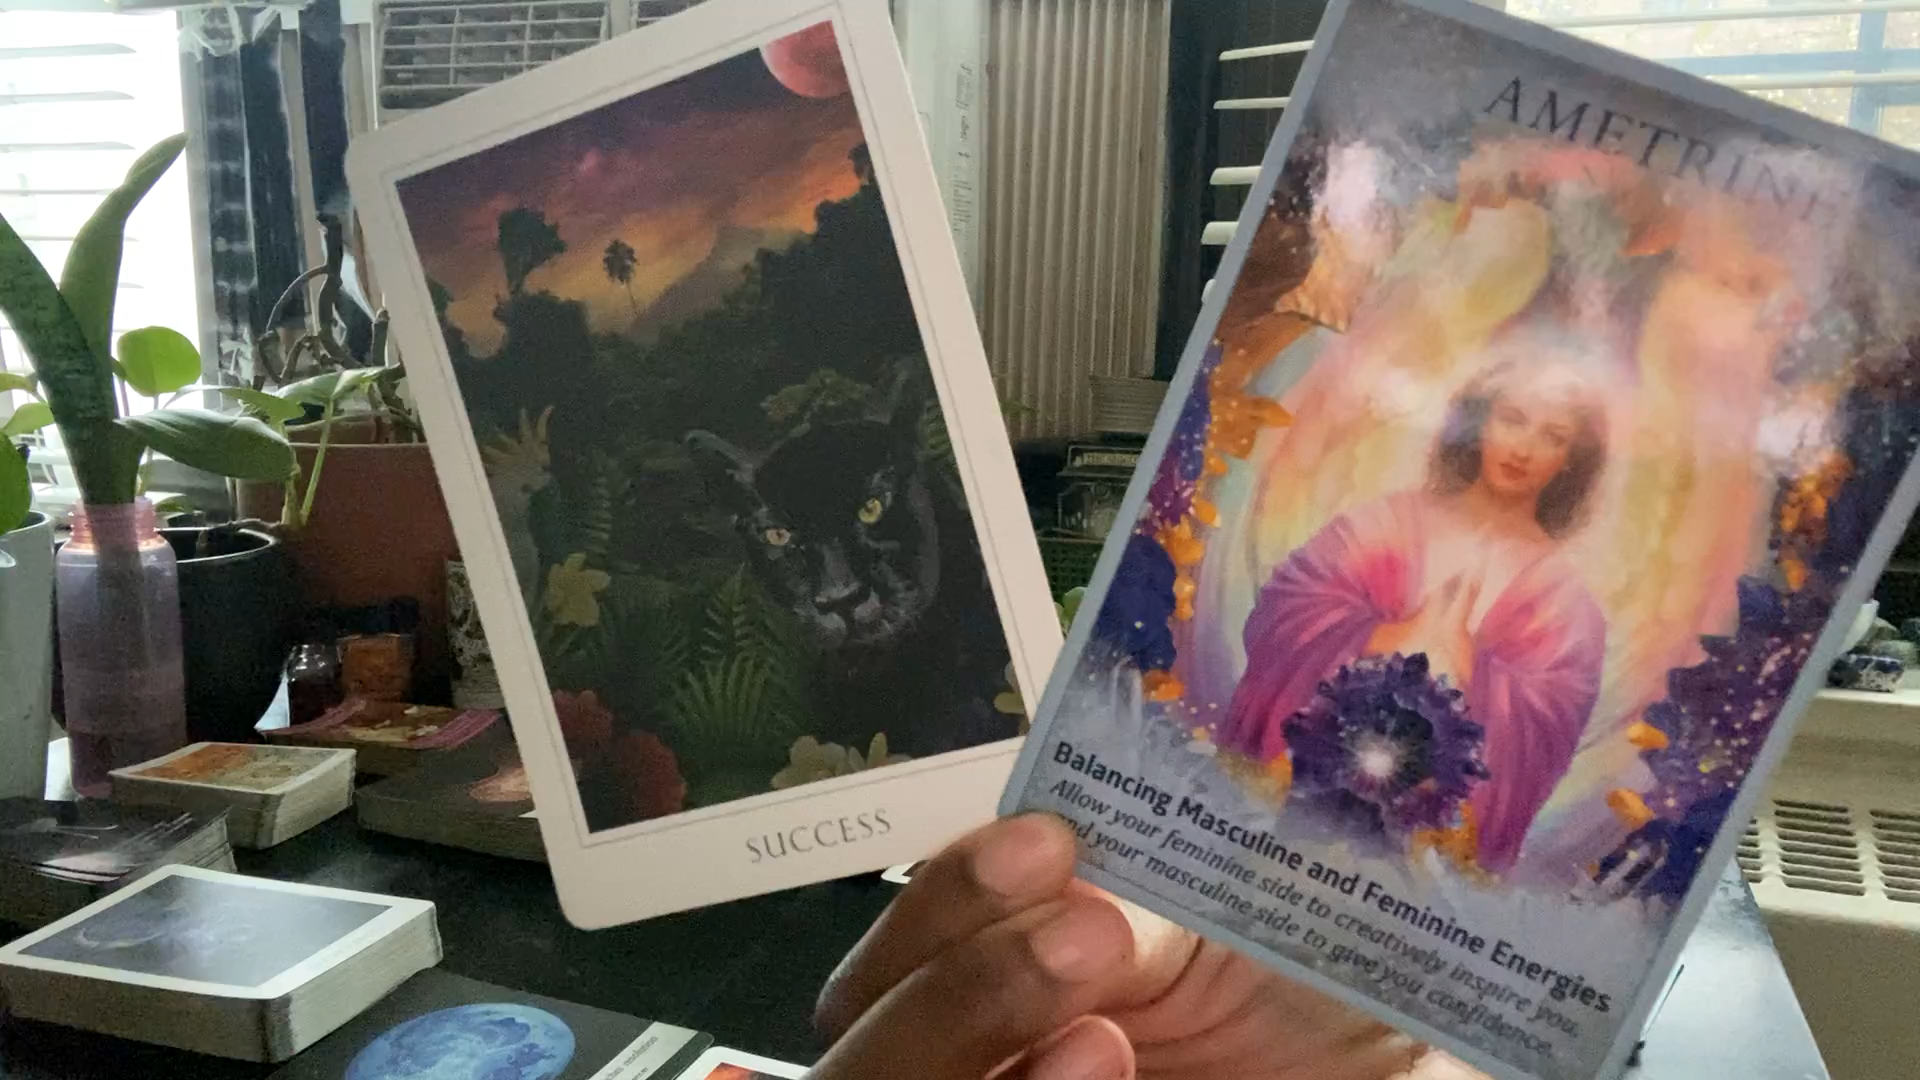 SUCCESS
AMETRINE
Balancing Masculine and Feminine Energies
Allow your feminine side to creatively inspire you,
and your masculine side to give you confidence.
resolution